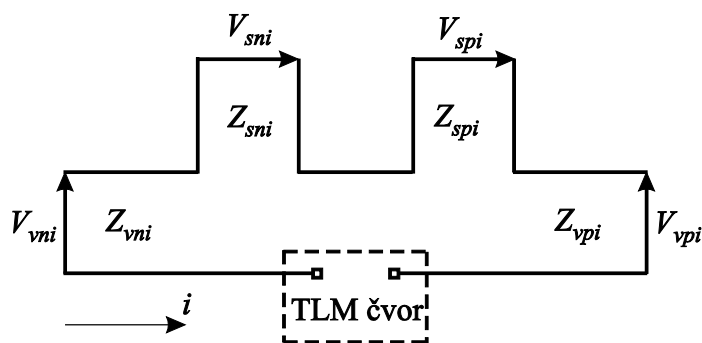 V_sni V_spi
Z_sni Z_spi
V_vni Z_vni Z_vpi V_vpi
i TLM čvor